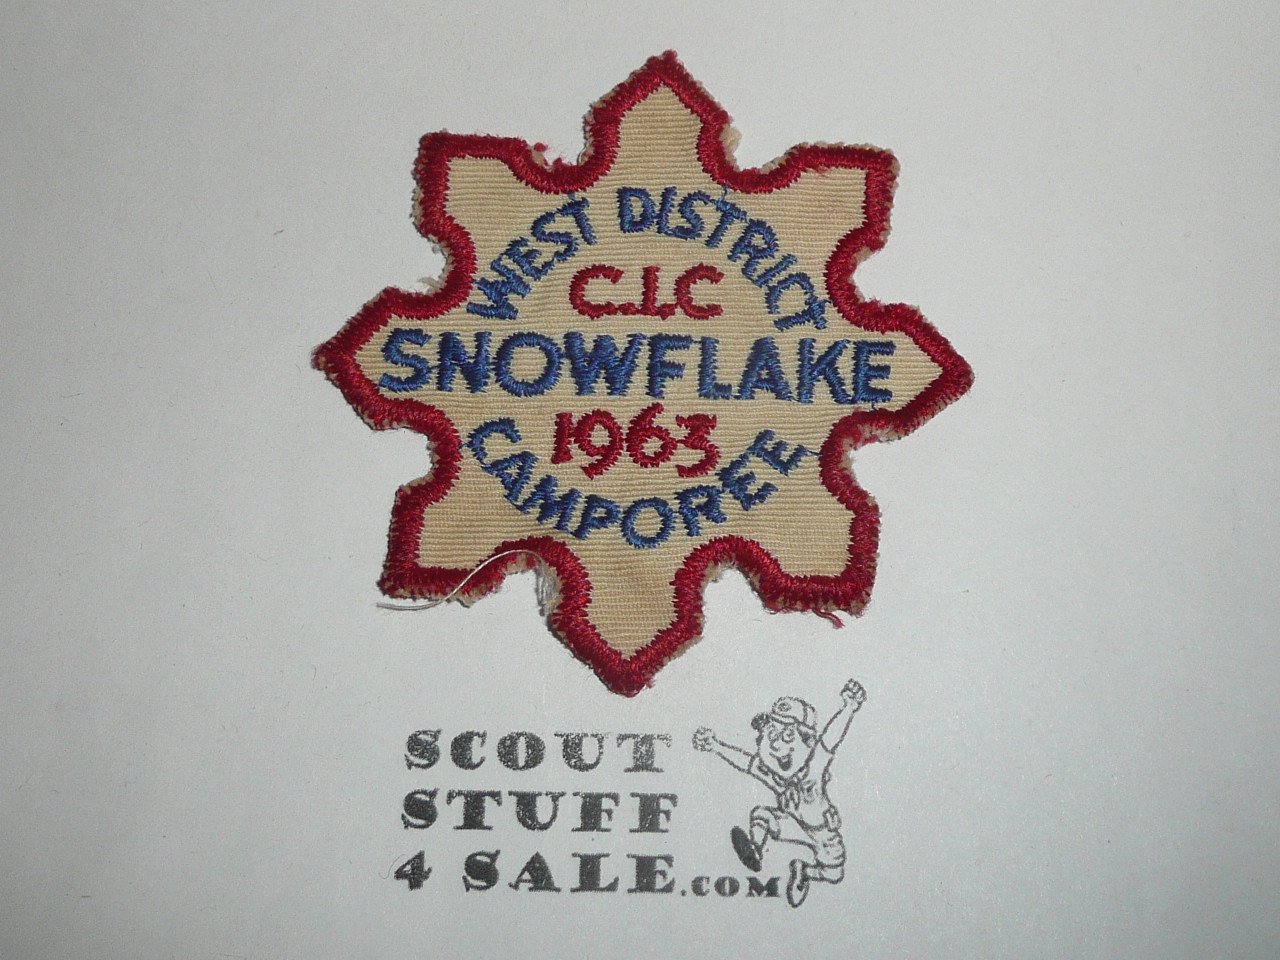 WEST DISTRICT
C.I.C
SNOWFLAKE
1963
CAMPOREE
SCOUT
STUFF
4 SALE.COM